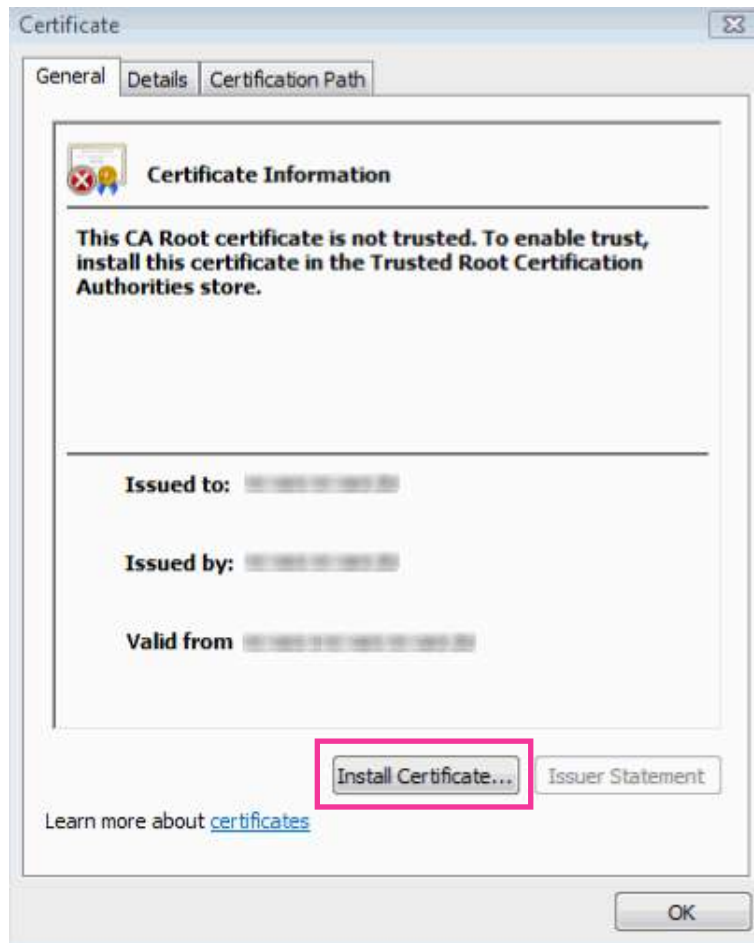 Certificate
General Details Certification Path
Certificate Information
This CA Root certificate is not trusted. To enable trust,
install this certificate in the Trusted Root Certification
Authorities store.
Issued to:
Issued by:
Valid from
Install Certificate... Issuer Statement
Learn more about certificates
OK